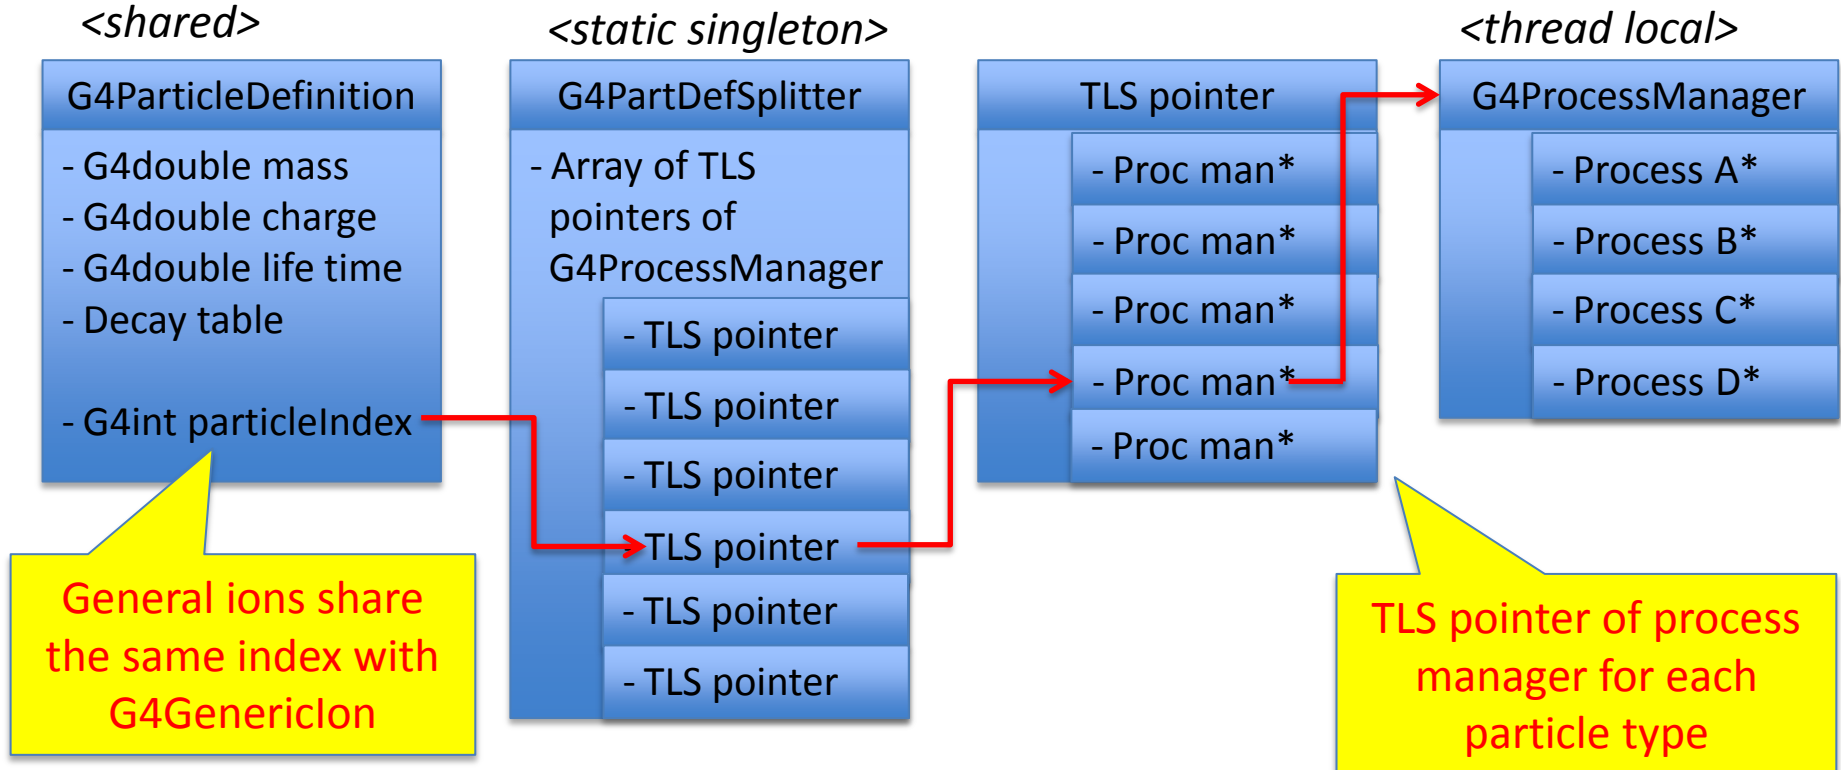 <shared>
G4ParticleDefinition
- G4double mass
- G4double charge
- G4double life time
- Decay table
- G4int particleIndex
General ions share
the same index with
G4GenericIon
<static singleton>
G4PartDefSplitter
- Array of TLS
pointers of
G4ProcessManager
- TLS pointer
- TLS pointer
- TLS pointer
- TLS pointer
- TLS pointer
- TLS pointer
TLS pointer
- Proc man*
- Proc man*
- Proc man*
- Proc man*
- Proc man*
<thread local>
G4ProcessManager
- Process A*
- Process B*
- Process C*
- Process D*
TLS pointer of process
manager for each
particle type